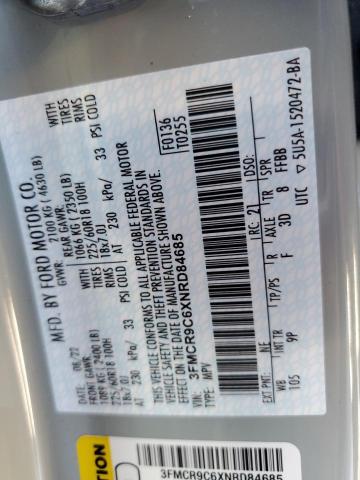 MFD. BY FORD MOTOR CO.
GVWR: 2100 KG ( 4630 LB)
FRONT GAWR: REAR GAWR: WITH
1089 KG ( 2400 LB) 1066 KG ( 2350 LB) TIRES
225/60R18 100H 225/60R18 100H RIMS
18x7.0J 18x7.0J
AT 230 kPa/ 33 PSI COLD AT 230 kPa/ 33 PSI COLD
THIS VEHICLE CONFORMS TO ALL APPLICABLE FEDERAL MOTOR
VEHICLE SAFETY AND THEFT PREVENTION STANDARDS IN
EFFECT ON THE DATE OF MANUFACTURE SHOWN ABOVE.
VIN: 3FMCR9C6XNRD84685 F0136
TYPE: MPV T0255
EXT PNT: NE RC: 21 DSO:
WB INT TR TP/PS R AXLE TR SPR
105 9P F 3D 8 FFBB
UTC ▽ 5U5A-1520472-BA
3FMCR9C6XNRD84685